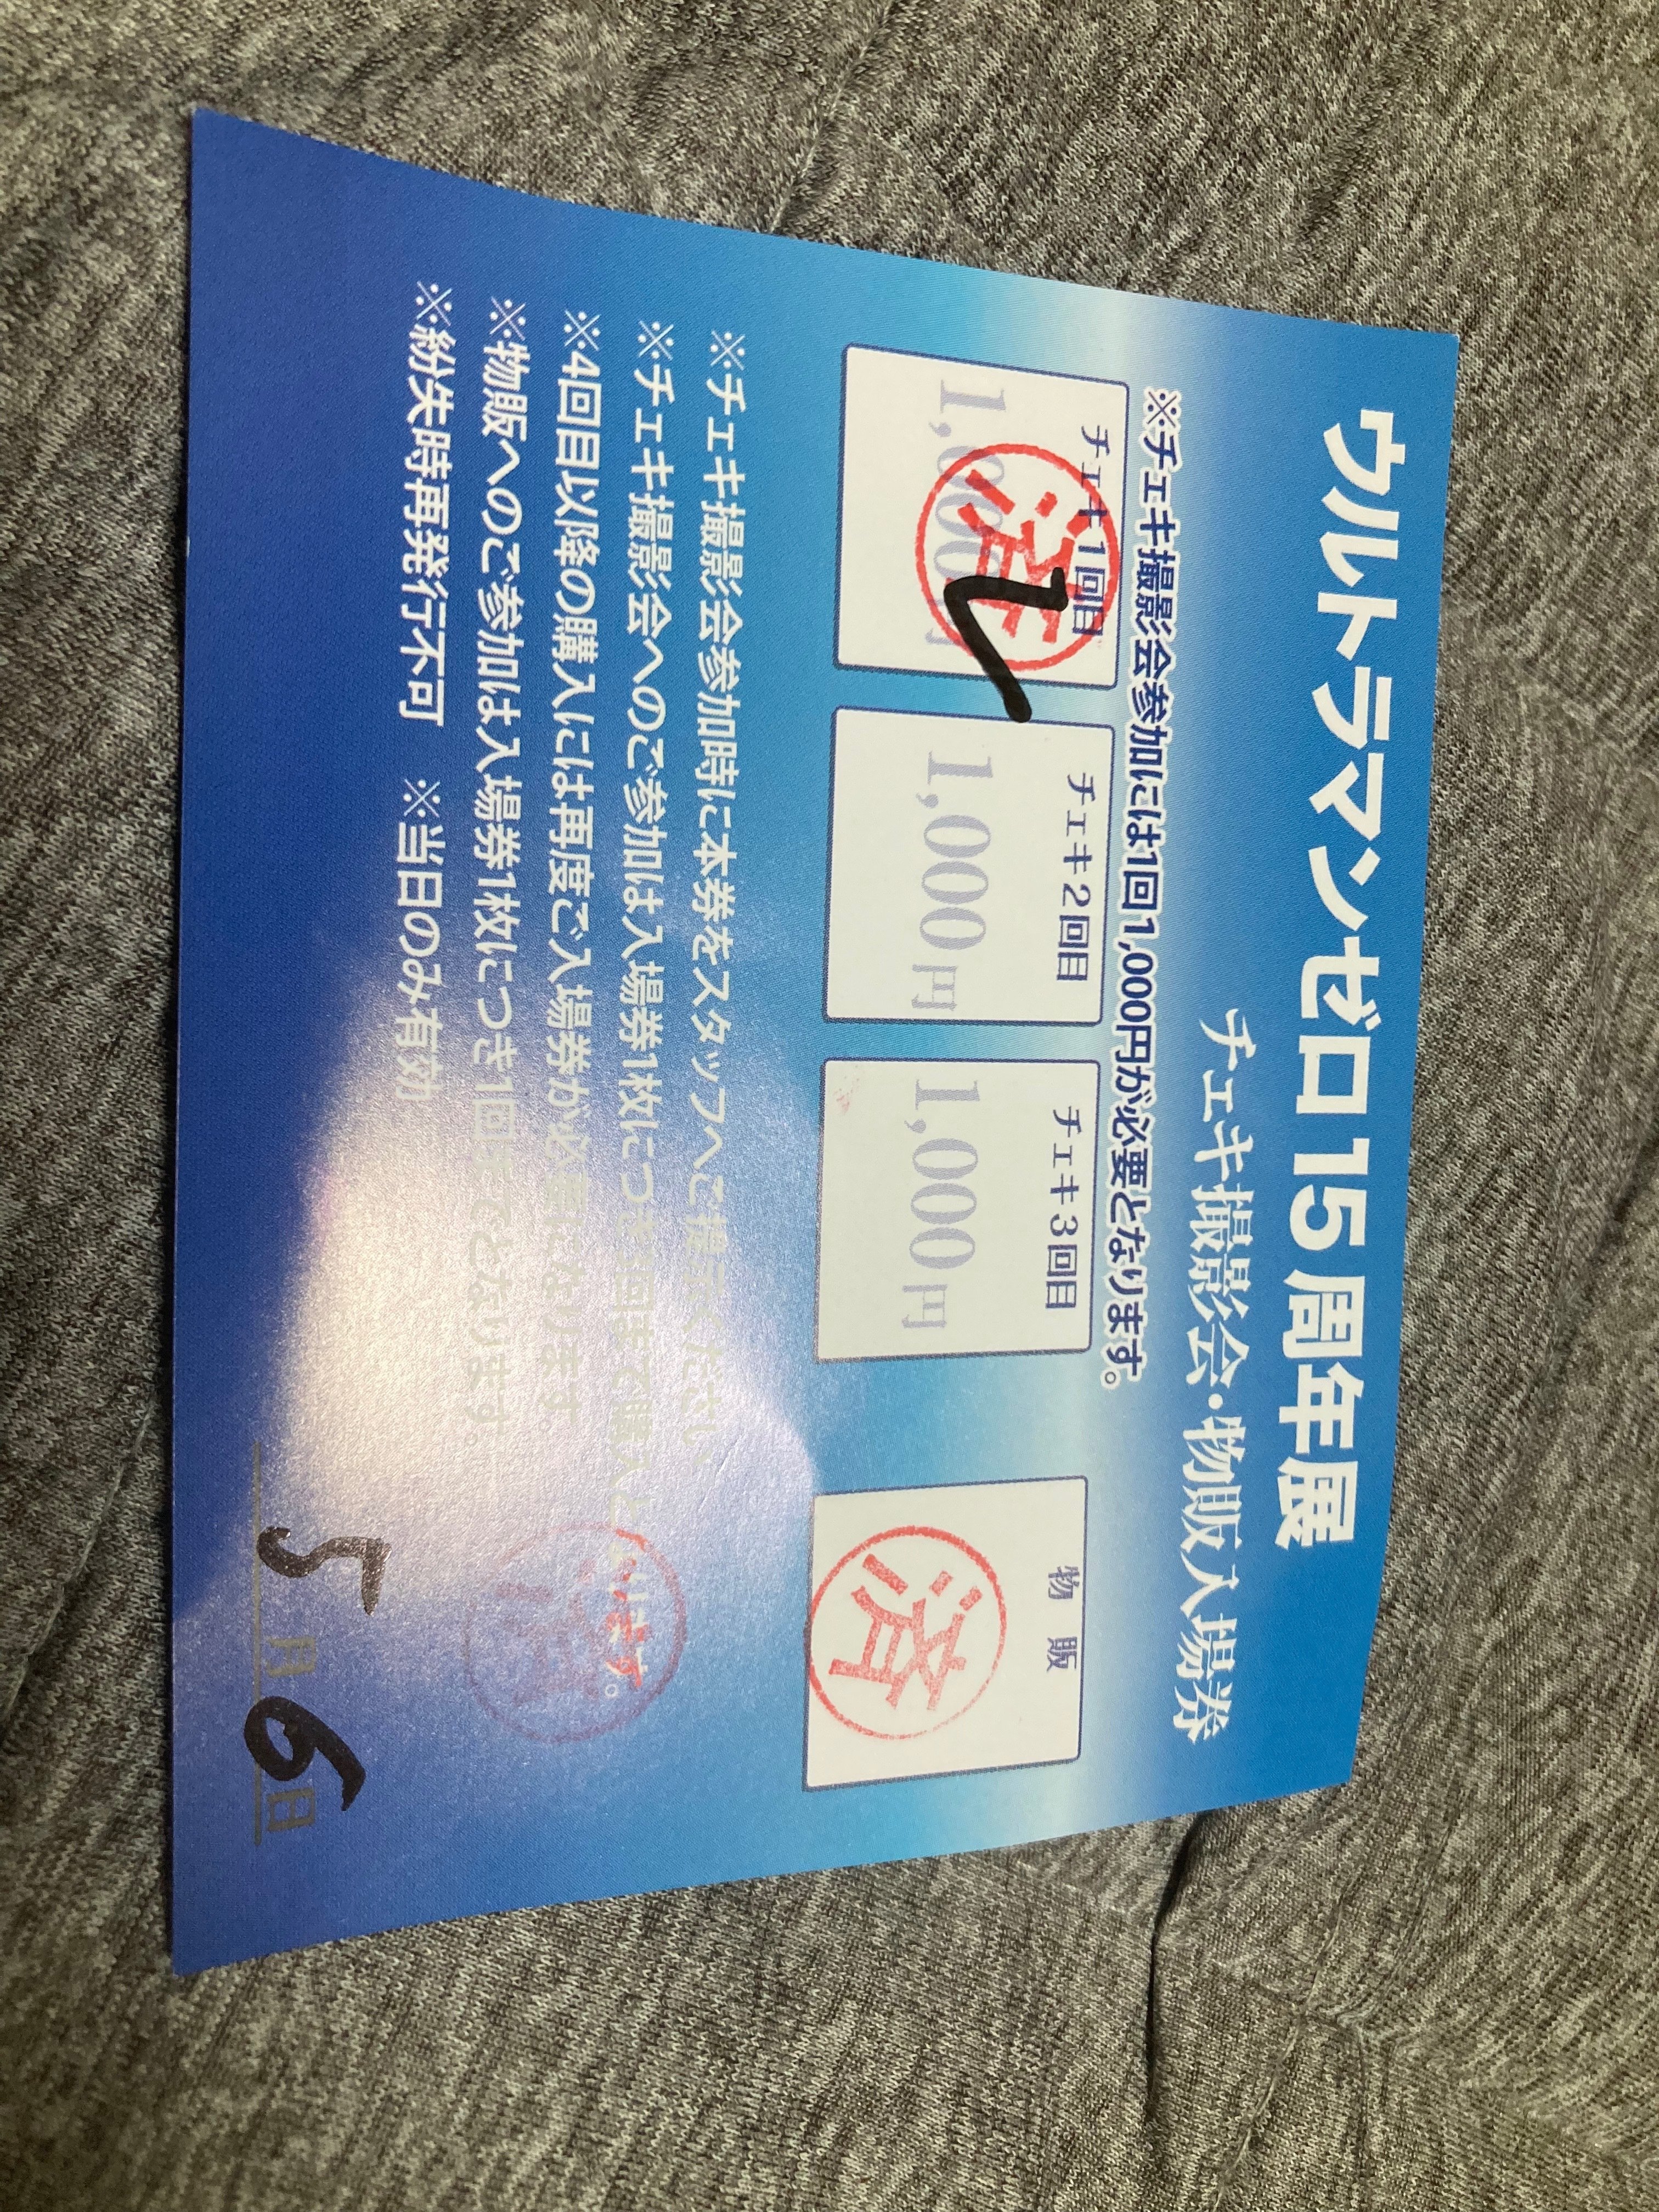 ウルトラマンゼロ15周年展
チェキ撮影会・物販入場券
※チェキ撮影会参加には1回1,000円が必要となります。
チェキ1回目
1,000円
済
レ
チェキ2回目
1,000円
チェキ3回目
1,000円
物販
済
※チェキ撮影会参加時に本券をスタッフへご提示ください
※チェキ撮影会へのご参加は入場券1枚につき3回まで購入となります。
※4回目以降の購入には再度ご入場券が必要になります
※物販へのご参加は入場券1枚につき1回までとなります。
※紛失時再発行不可 ※当日のみ有効
済
5月6日